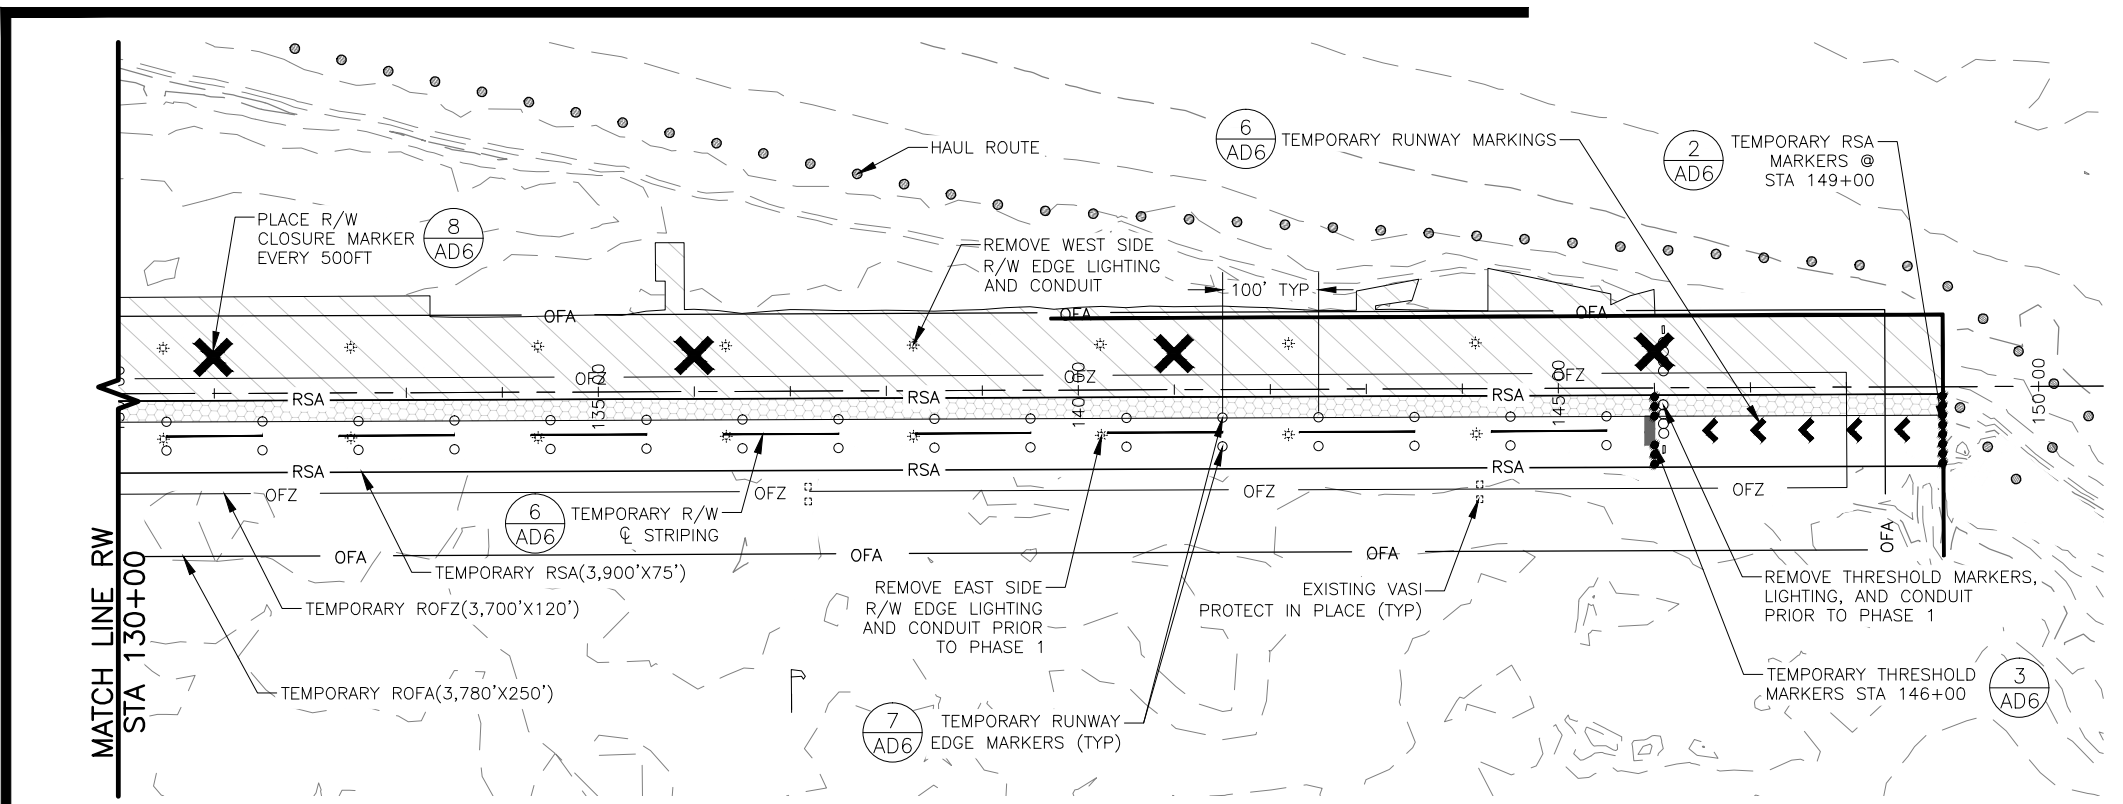 HAUL ROUTE
6
AD6
TEMPORARY RUNWAY MARKINGS
2
AD6
TEMPORARY RSA
MARKERS @
STA 149+00
PLACE R/W
CLOSURE MARKER
EVERY 500FT
8
AD6
REMOVE WEST SIDE
R/W EDGE LIGHTING
AND CONDUIT
100' TYP
OFA
OFA
OFA
OFZ
OFZ
OFZ
135+00
140+00
145+00
150+00
RSA
RSA
RSA
RSA
RSA
RSA
OFZ
OFZ
OFZ
OFZ
6
AD6
TEMPORARY R/W
℄ STRIPING
OFA
OFA
OFA
OFA
TEMPORARY RSA(3,900'X75')
TEMPORARY ROFZ(3,700'X120')
TEMPORARY ROFA(3,780'X250')
REMOVE EAST SIDE
R/W EDGE LIGHTING
AND CONDUIT PRIOR
TO PHASE 1
EXISTING VASI
PROTECT IN PLACE (TYP)
REMOVE THRESHOLD MARKERS,
LIGHTING, AND CONDUIT
PRIOR TO PHASE 1
TEMPORARY THRESHOLD
MARKERS STA 146+00
3
AD6
7
AD6
TEMPORARY RUNWAY
EDGE MARKERS (TYP)
MATCH LINE RW
STA 130+00